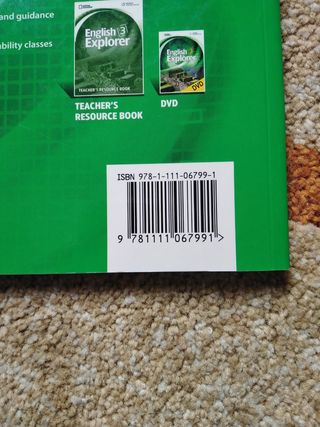 and guidance
ability classes
English 3
Explorer
TEACHER'S RESOURCE BOOK
English
Explorer
DVD
TEACHER'S
RESOURCE BOOK
DVD
ISBN 978-1-111-06799-1
9 781111 067991 >